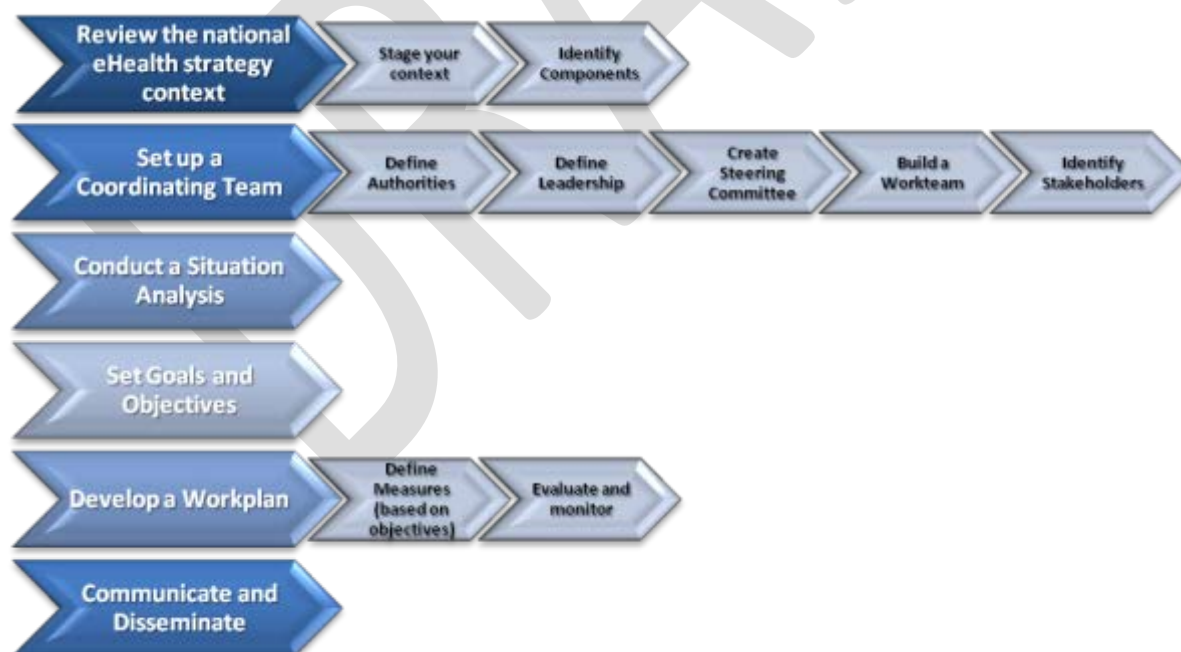 Review the national
eHealth strategy
context
Stage your
context
Identify
Components
Set up a
Coordinating Team
Define
Authorities
Define
Leadership
Create
Steering
Committee
Build a
Workteam
Identify
Stakeholders
Conduct a Situation
Analysis
Set Goals and
Objectives
Develop a Workplan
Define
Measures
(based on
objectives)
Evaluate and
monitor
Communicate and
Disseminate